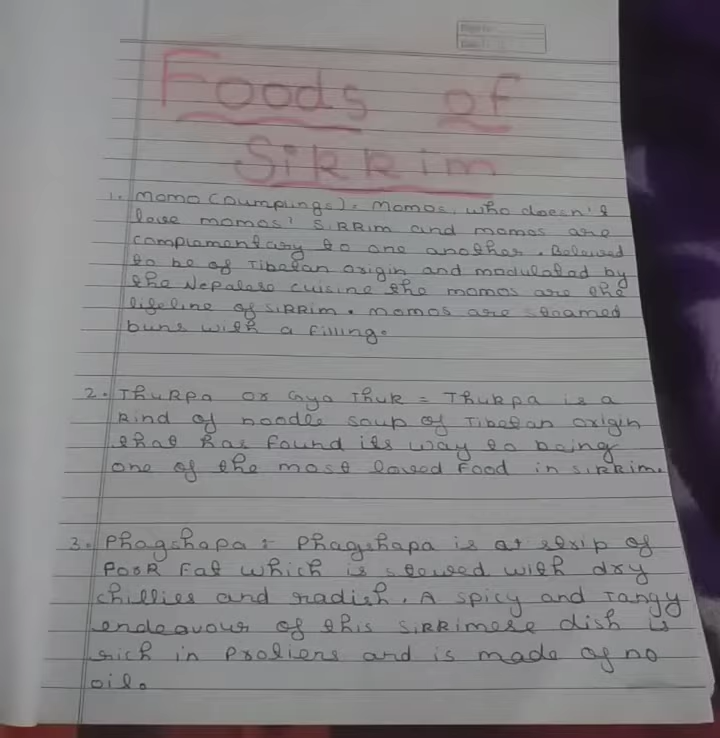 Foods of
Sikkim
1. Momo (Dumplings) = Momos, who doesn't
love momos! Sikkim and momos are
complamentary to one another. Beleived
to be of Tibetan origin and modulated by
the Nepalese cuisine the momos are the
lifeline of Sikkim. Momos are steamed
buns with a filling.
2. Thukpa or Gya Thuk = Thukpa is a
kind of noodle soup of Tibetan origin
that has found its way to being
one of the most loved food in Sikkim.
3. Phagshapa = Phagshapa is at strip of
Pork Fat which is stewed with dry
chillies and radish. A spicy and Tangy
endeavour of this Sikkimese dish is
rich in Protiens and is made of no
oil.